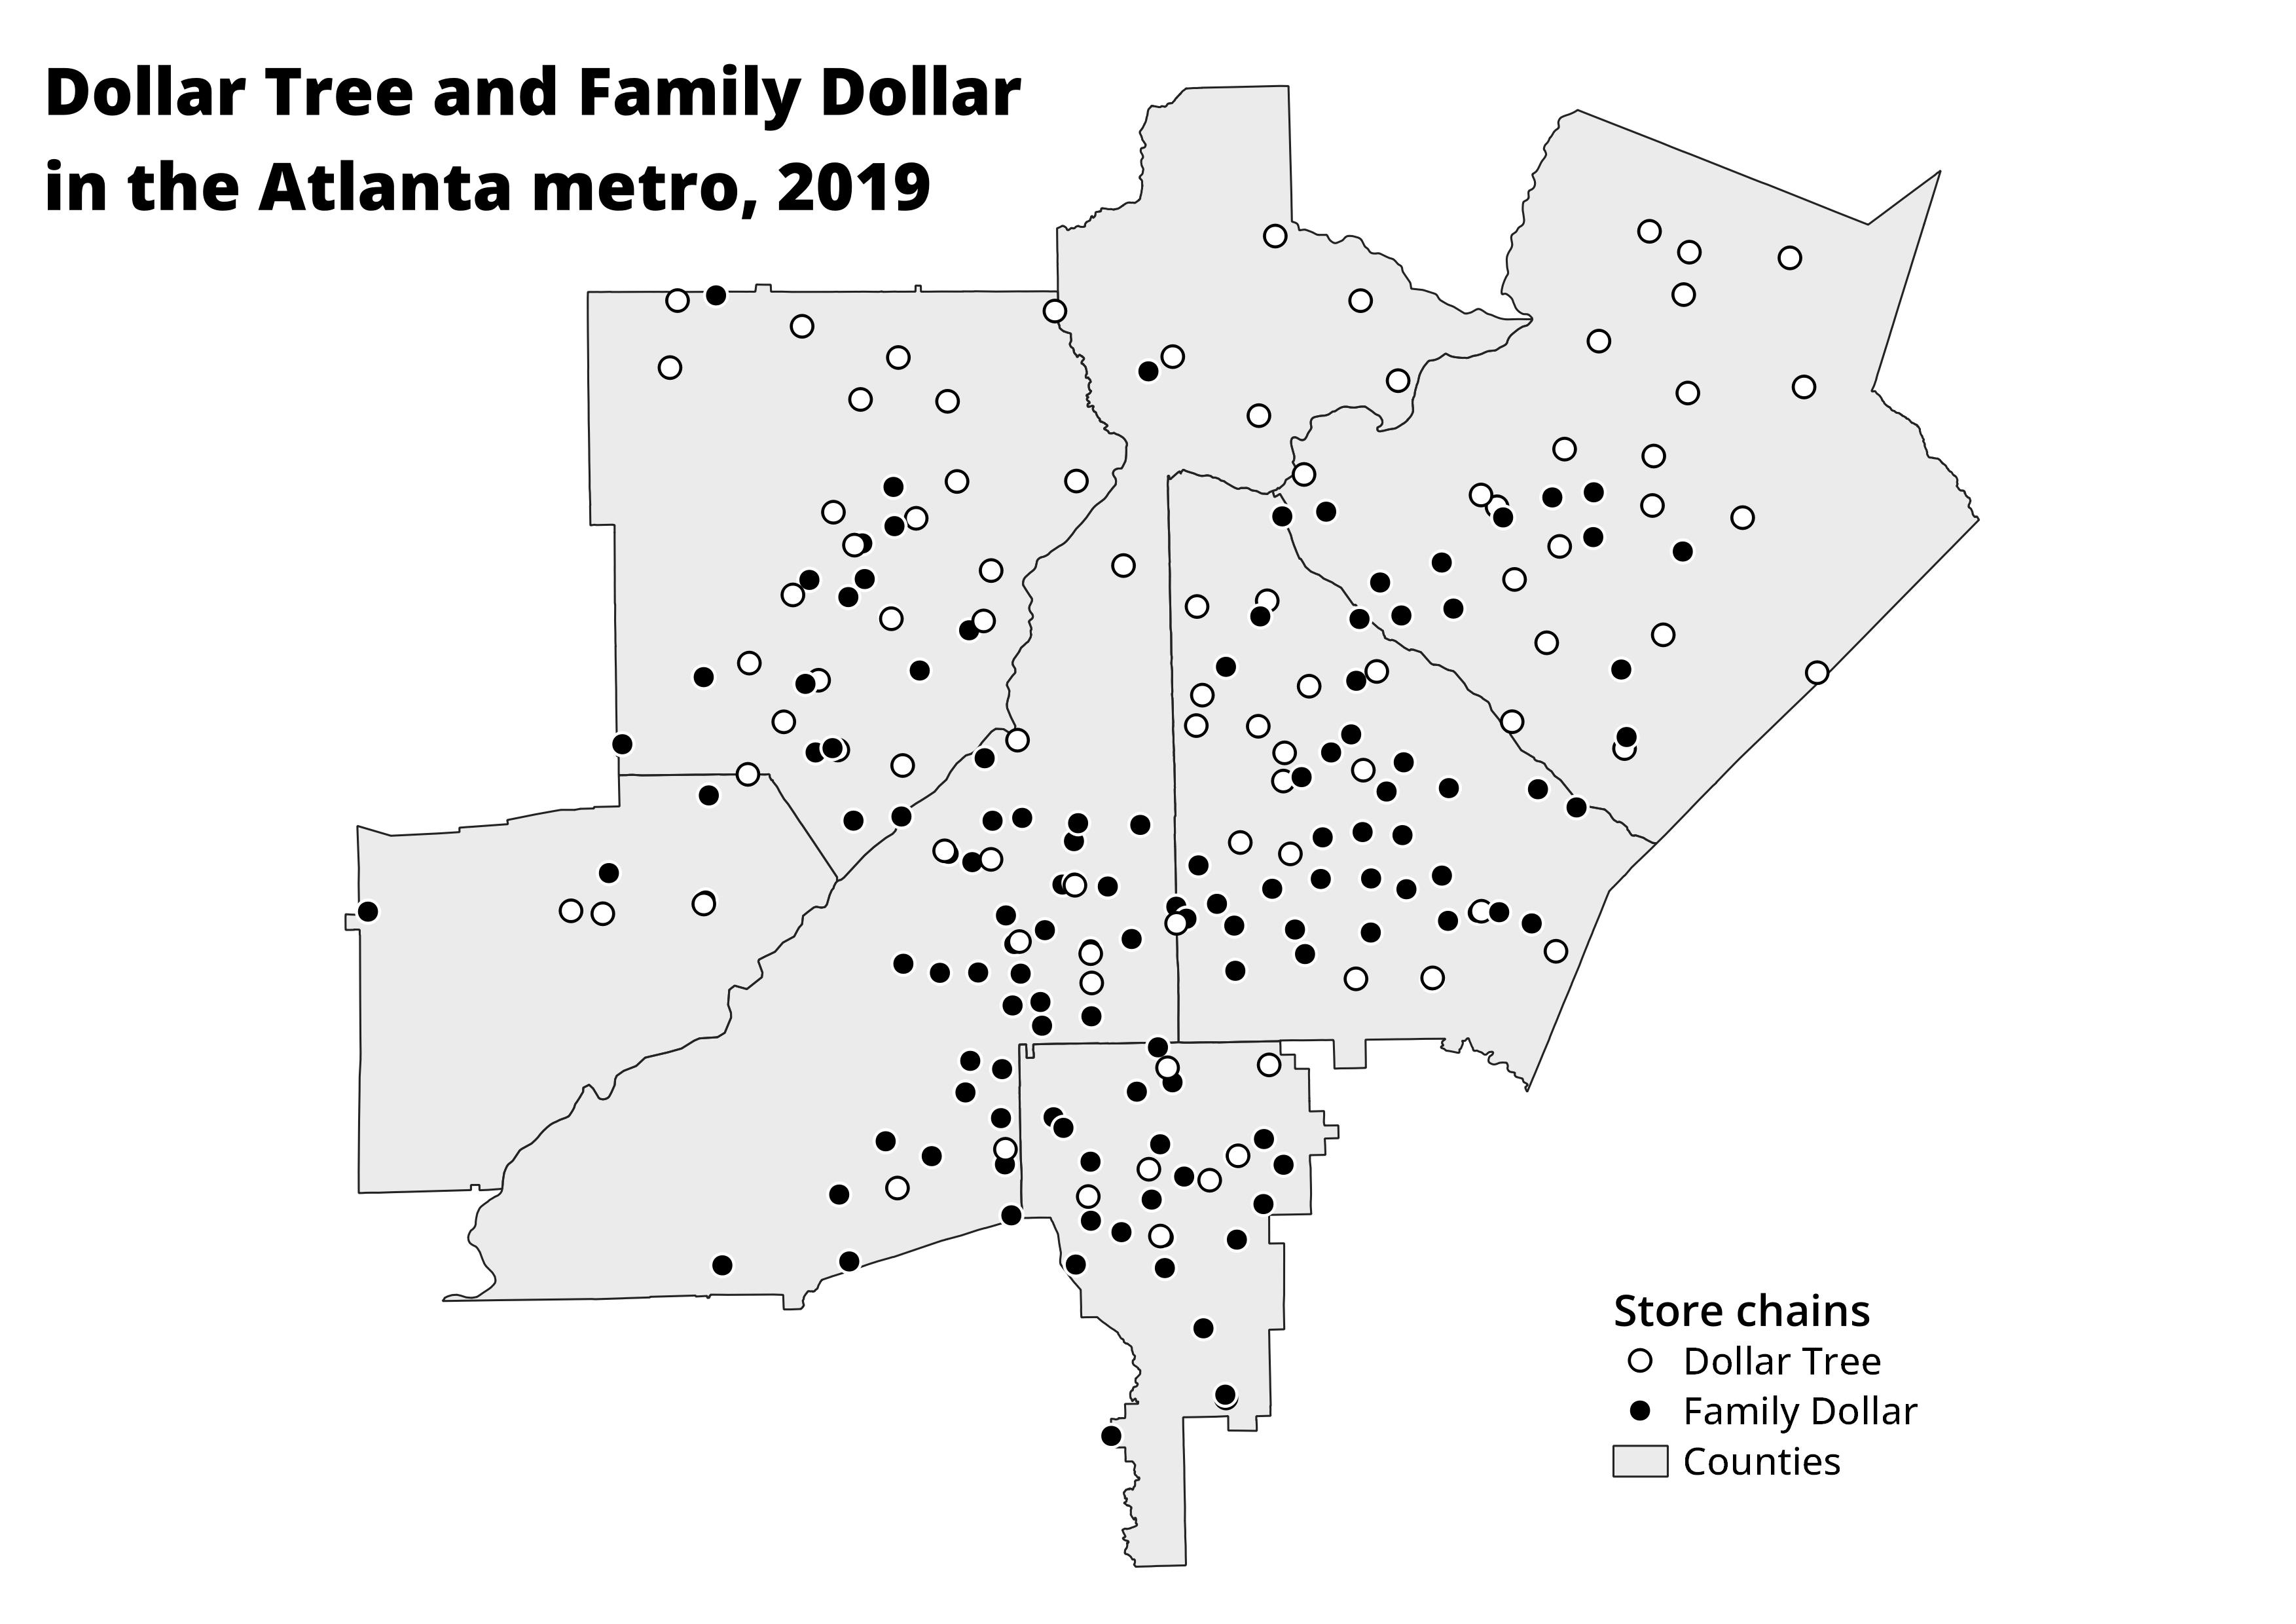 Dollar Tree and Family Dollar
in the Atlanta metro, 2019
Store chains
Dollar Tree
Family Dollar
Counties